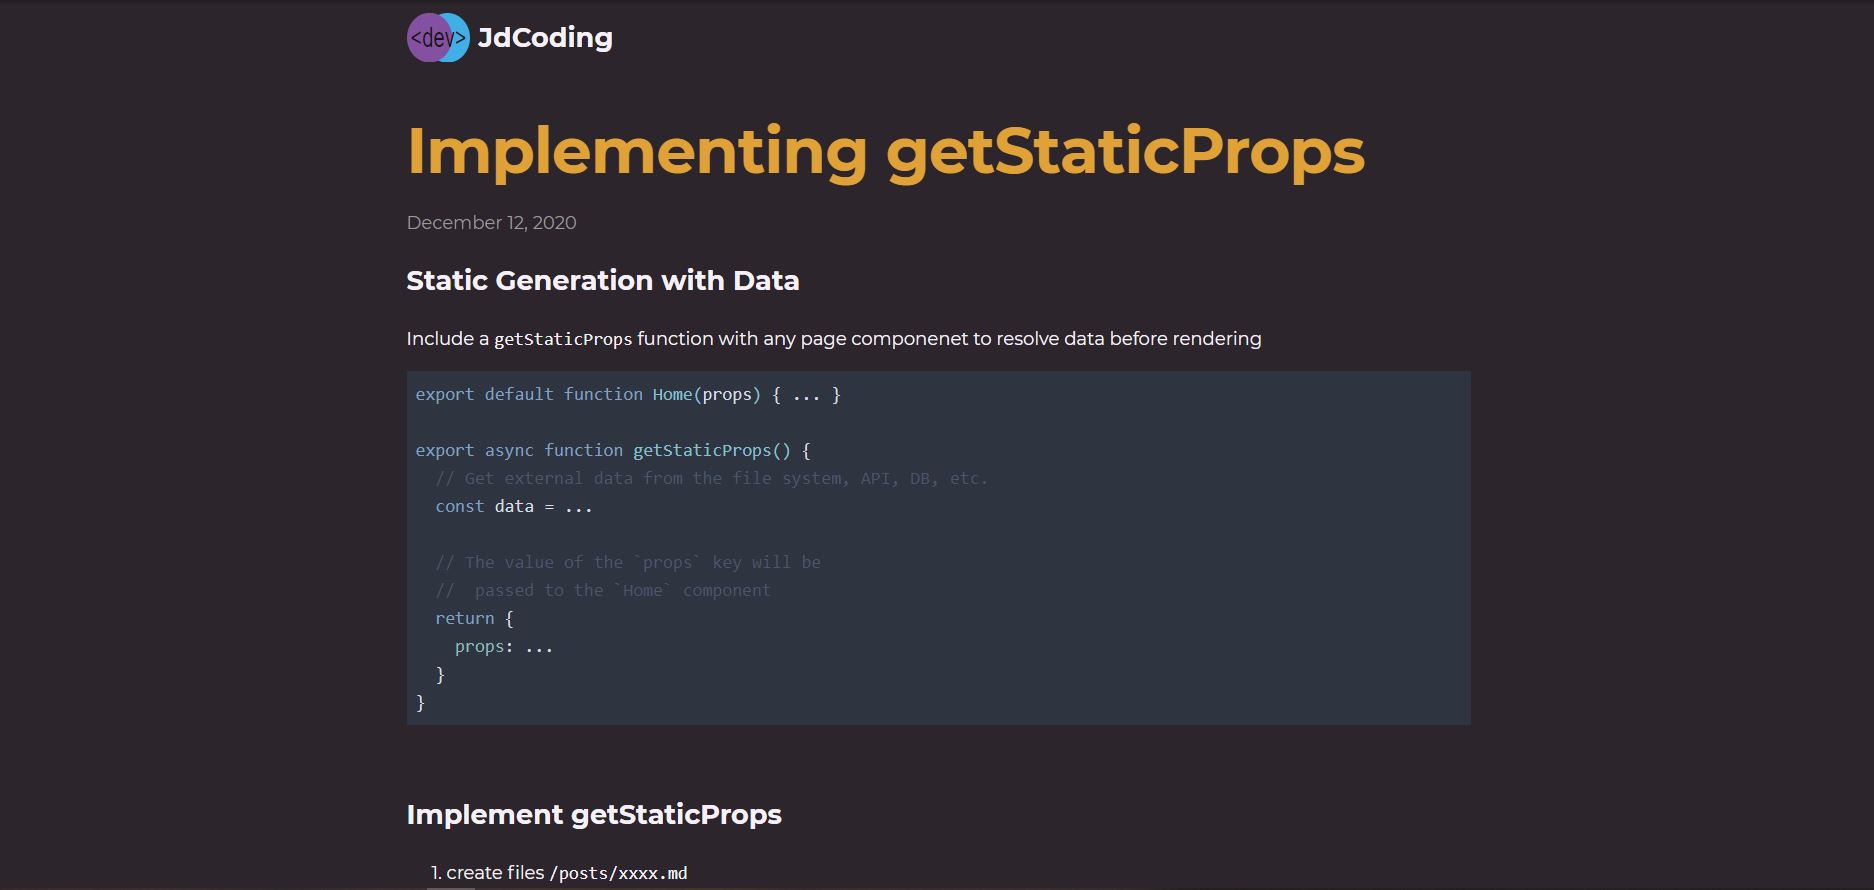 <dev> JdCoding
Implementing getStaticProps
December 12, 2020
Static Generation with Data
Include a getStaticProps function with any page componenet to resolve data before rendering
export default function Home(props) { ... }
export async function getStaticProps() {
// Get external data from the file system, API, DB, etc.
const data = ...
// The value of the `props` key will be
//  passed to the `Home` component
return {
props: ...
}
}
Implement getStaticProps
1. create files /posts/xxxx.md